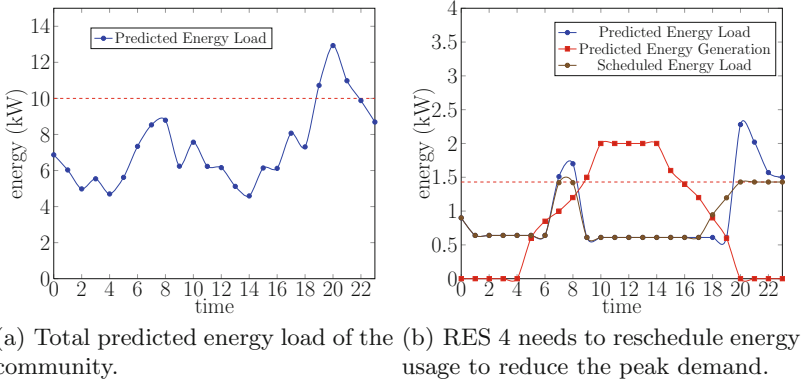 14
12
10
8
6
4
2
0
energy (kW)
Predicted Energy Load
0 2 4 6 8 10 12 14 16 18 20 22
time
4
3.5
3
2.5
2
1.5
1
0.5
0
energy (kW)
Predicted Energy Load
Predicted Energy Generation
Scheduled Energy Load
0 2 4 6 8 10 12 14 16 18 20 22
time
(a) Total predicted energy load of the
community.
(b) RES 4 needs to reschedule energy
usage to reduce the peak demand.